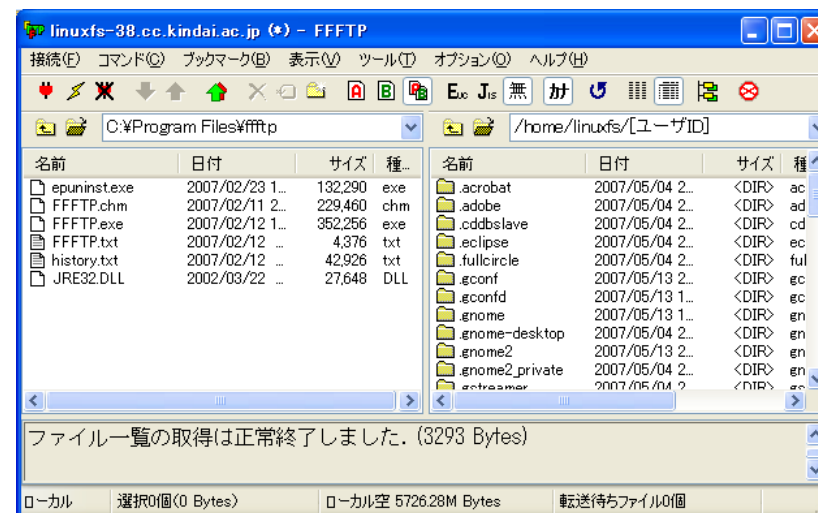 linuxfs-38.cc.kindai.ac.jp (*) - FFFTP
接続(F) コマンド(C) ブックマーク(B) 表示(V) ツール(T) オプション(O) ヘルプ(H)
A B Euc JIS 無 カナ
C:¥Program Files¥ffftp
/home/linuxfs/[ユーザID]
名前 日付 サイズ 種...
epuninst.exe 2007/02/23 1... 132,290 exe
FFFTP.chm 2007/02/11 2... 229,460 chm
FFFTP.exe 2007/02/12 1... 352,256 exe
FFFTP.txt 2007/02/12 ... 4,376 txt
history.txt 2007/02/12 ... 42,926 txt
JRE32.DLL 2002/03/22 ... 27,648 DLL
名前 日付 サイズ 種
.acrobat 2007/05/04 2... <DIR> ac
.adobe 2007/05/04 2... <DIR> ad
.cddbslave 2007/05/04 2... <DIR> cd
.eclipse 2007/05/04 2... <DIR> ec
.fullcircle 2007/05/04 2... <DIR> ful
.gconf 2007/05/13 2... <DIR> gc
.gconfd 2007/05/13 1... <DIR> gc
.gnome 2007/05/13 1... <DIR> gn
.gnome-desktop 2007/05/04 2... <DIR> gn
.gnome2 2007/05/13 2... <DIR> gn
.gnome2_private 2007/05/04 2... <DIR> gn
.gstreamer 2007/05/04 2... <DIR> gs
ファイル一覧の取得は正常終了しました. (3293 Bytes)
ローカル 選択0個(0 Bytes) ローカル空 5726.28M Bytes 転送待ちファイル0個